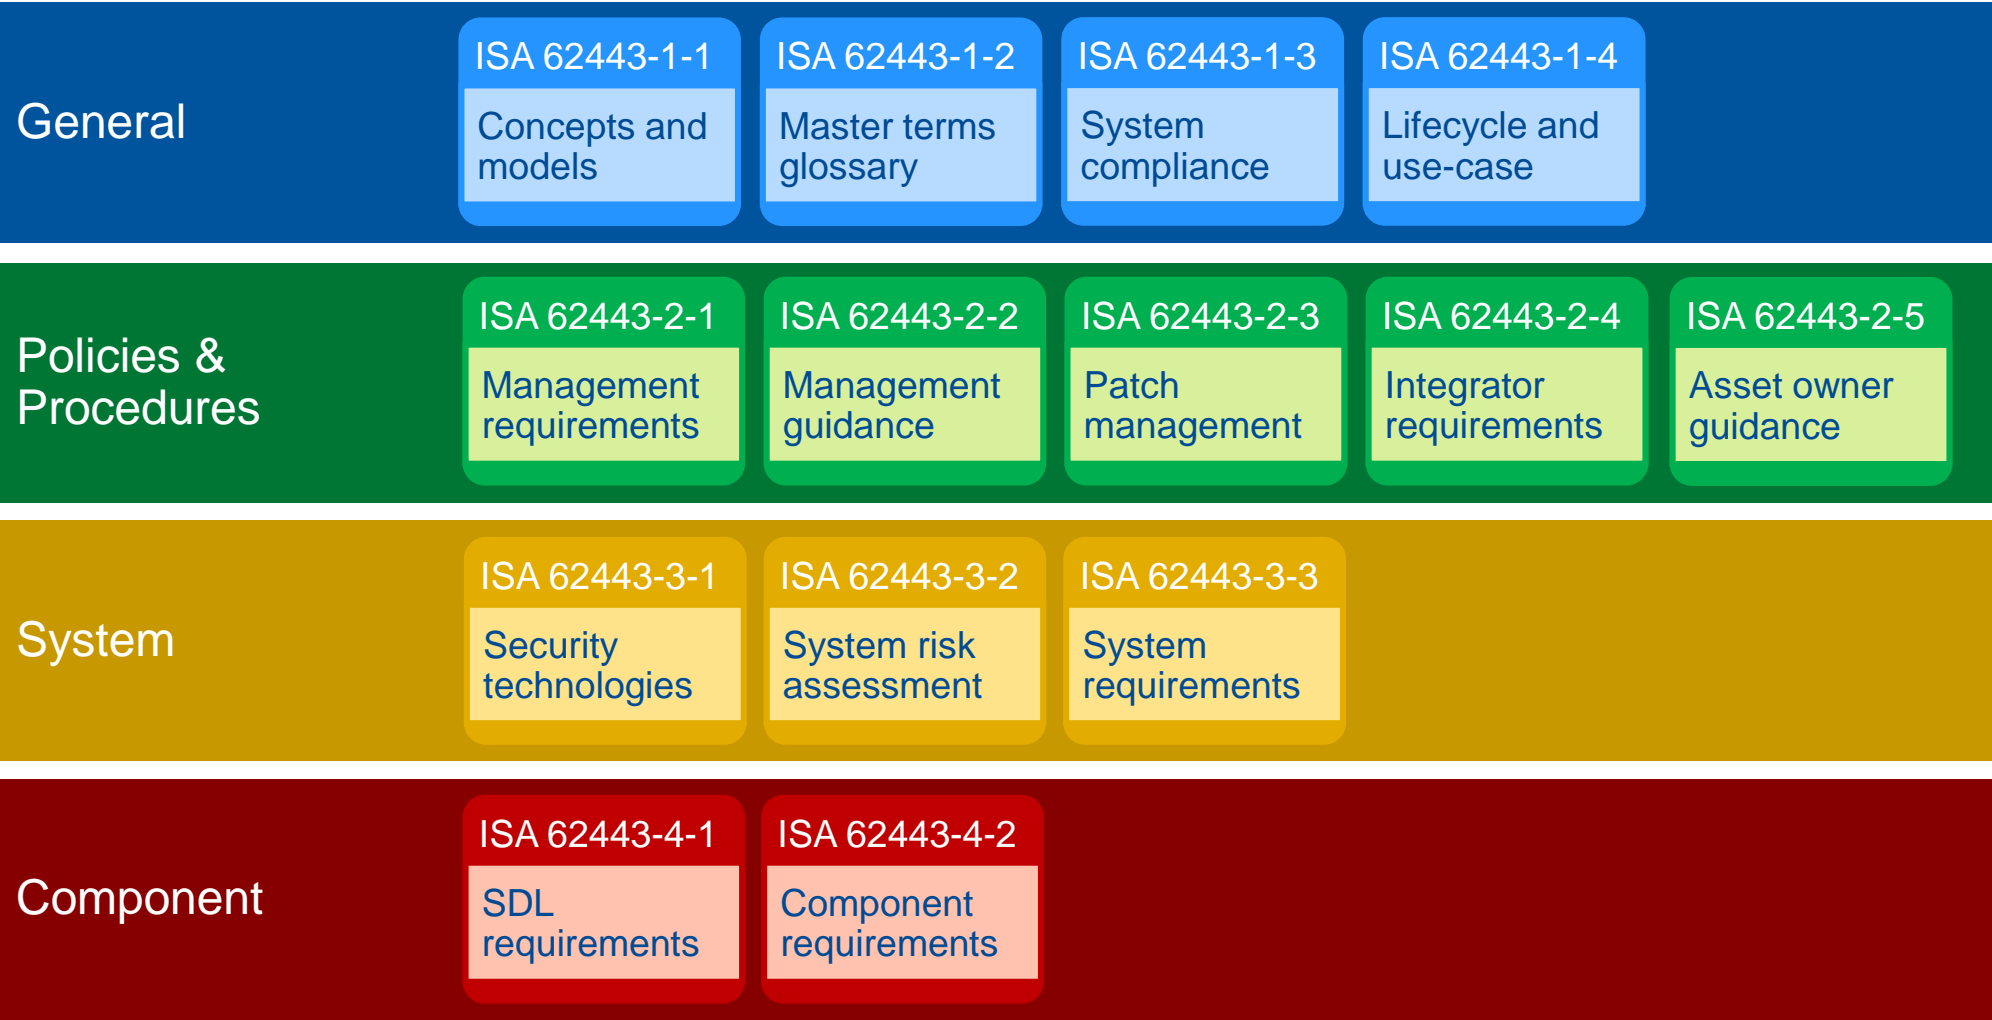 General
ISA 62443-1-1
Concepts and
models
ISA 62443-1-2
Master terms
glossary
ISA 62443-1-3
System
compliance
ISA 62443-1-4
Lifecycle and
use-case
Policies &
Procedures
ISA 62443-2-1
Management
requirements
ISA 62443-2-2
Management
guidance
ISA 62443-2-3
Patch
management
ISA 62443-2-4
Integrator
requirements
ISA 62443-2-5
Asset owner
guidance
System
ISA 62443-3-1
Security
technologies
ISA 62443-3-2
System risk
assessment
ISA 62443-3-3
System
requirements
Component
ISA 62443-4-1
SDL
requirements
ISA 62443-4-2
Component
requirements